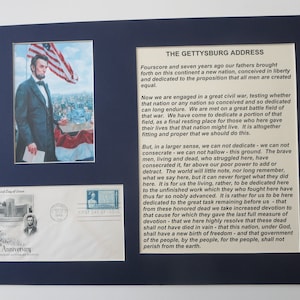 THE GETTYSBURG ADDRESS
Fourscore and seven years ago our fathers brought
forth on this continent a new nation, conceived in liberty
and dedicated to the proposition that all men are created
equal.
Now we are engaged in a great civil war, testing whether
that nation or any nation so conceived and so dedicated
can long endure. We are met on a great battle field of
that war. We have come to dedicate a portion of that
field, as a final resting place for those who here gave
their lives that that nation might live. It is altogether
fitting and proper that we should do this.
But, in a larger sense, we can not dedicate - we can not
consecrate - we can not hallow - this ground. The brave
men, living and dead, who struggled here, have
consecrated it, far above our poor power to add or
detract. The world will little note, nor long remember,
what we say here, but it can never forget what they did
here. It is for us the living, rather, to be dedicated here
to the unfinished work which they who fought here have
thus far so nobly advanced. It is rather for us to be here
dedicated to the great task remaining before us - that
from these honored dead we take increased devotion to
that cause for which they gave the last full measure of
devotion - that we here highly resolve that these dead
shall not have died in vain - that this nation, under God,
shall have a new birth of freedom - and that government
of the people, by the people, for the people, shall not
perish from the earth.
Anniversary